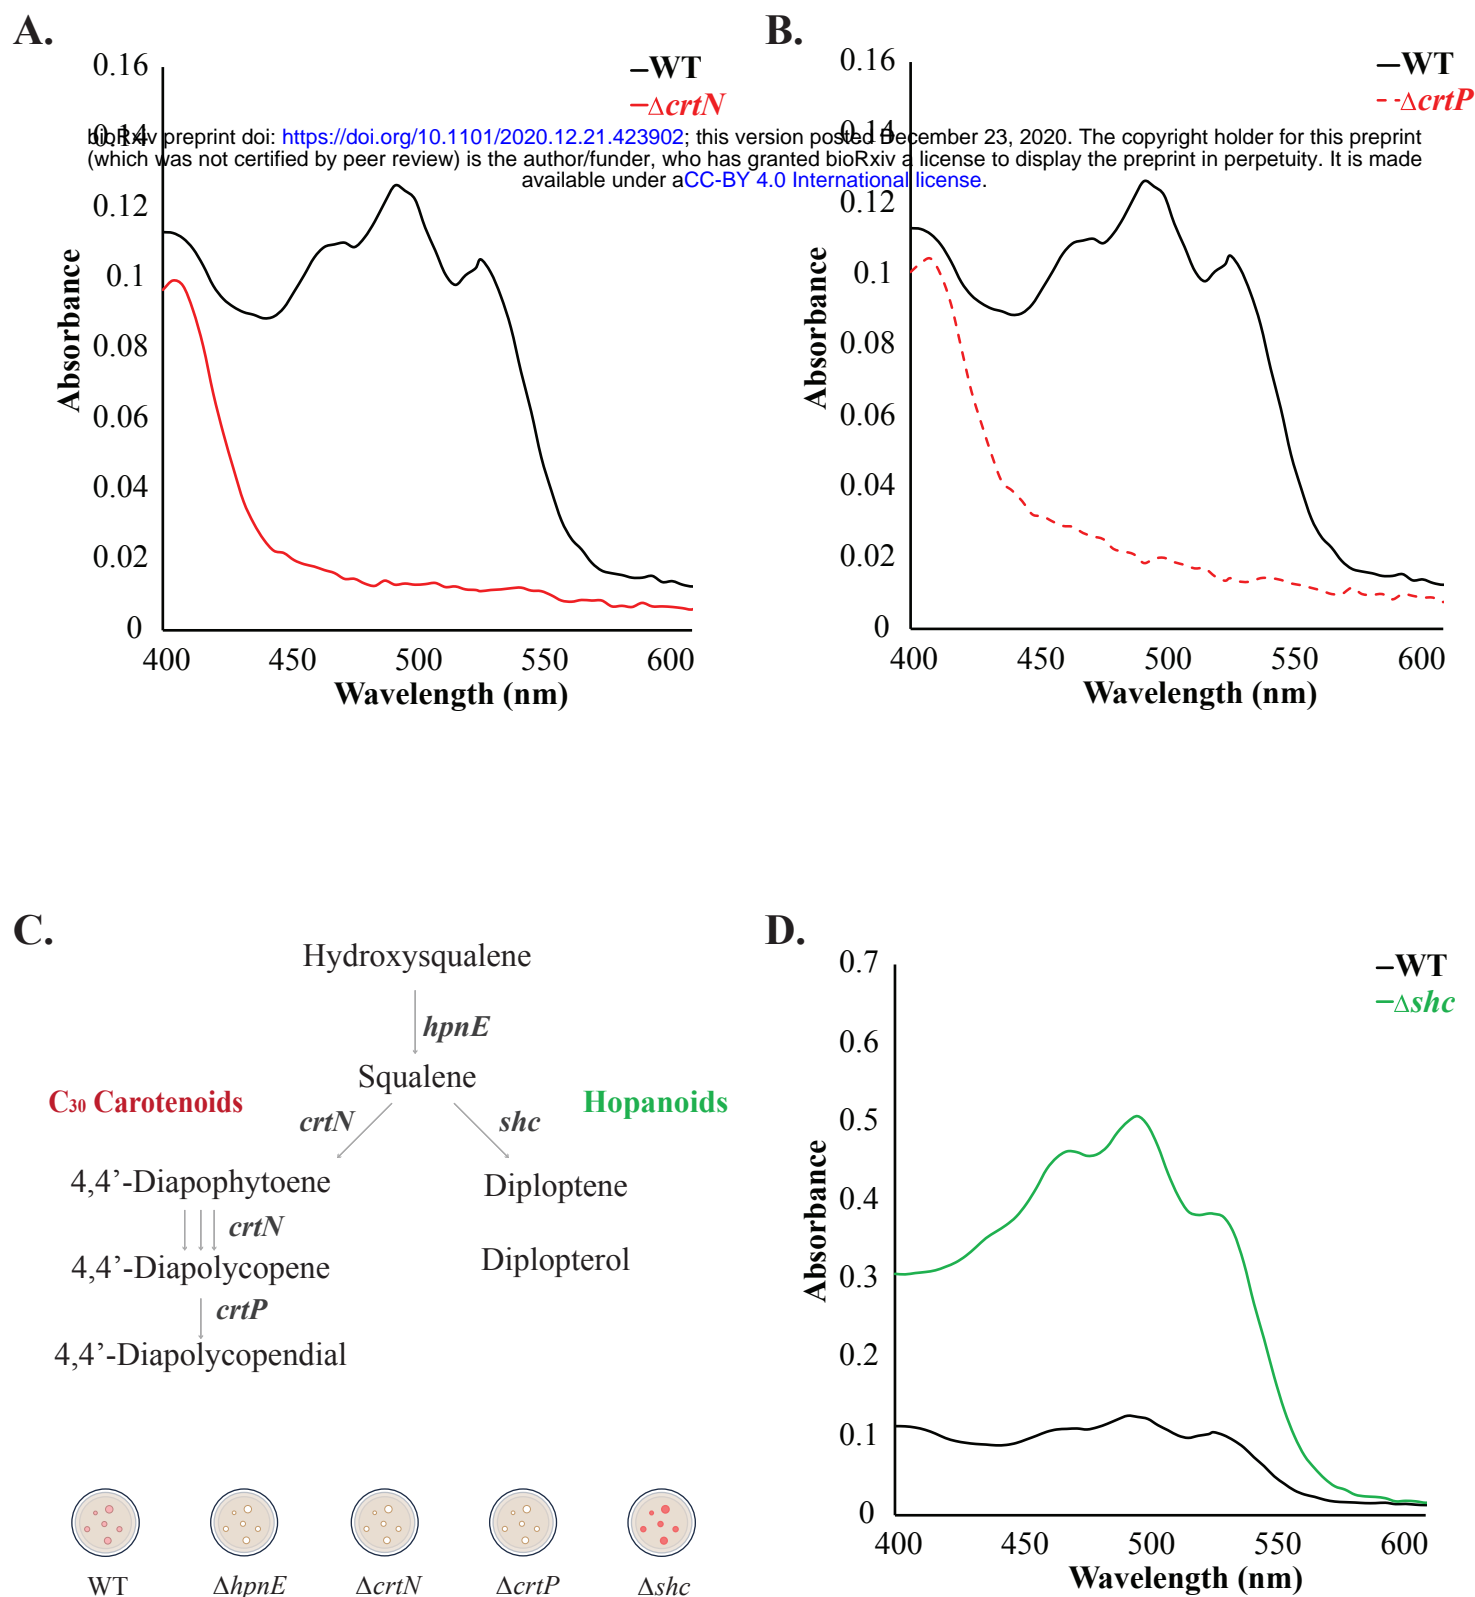 A.
B.
0.16
0.14
0.12
0.1
0.08
0.06
0.04
0.02
0
–WT
–ΔcrtN
Absorbance
400 450 500 550 600
Wavelength (nm)
0.16
0.14
0.12
0.1
0.08
0.06
0.04
0.02
0
–WT
--ΔcrtP
Absorbance
400 450 500 550 600
Wavelength (nm)
bioRxiv preprint doi: https://doi.org/10.1101/2020.12.21.423902; this version posted December 23, 2020. The copyright holder for this preprint
(which was not certified by peer review) is the author/funder, who has granted bioRxiv a license to display the preprint in perpetuity. It is made
available under aCC-BY 4.0 International license.
C.
Hydroxysqualene
hpnE
Squalene
C₃₀ Carotenoids
Hopanoids
crtN
shc
4,4’-Diapophytoene
Diploptene
crtN
4,4’-Diapolycopene
Diplopterol
crtP
4,4’-Diapolycopendial
WT ΔhpnE ΔcrtN ΔcrtP Δshc
D.
0.7
0.6
0.5
0.4
0.3
0.2
0.1
0
–WT
–Δshc
Absorbance
400 450 500 550 600
Wavelength (nm)